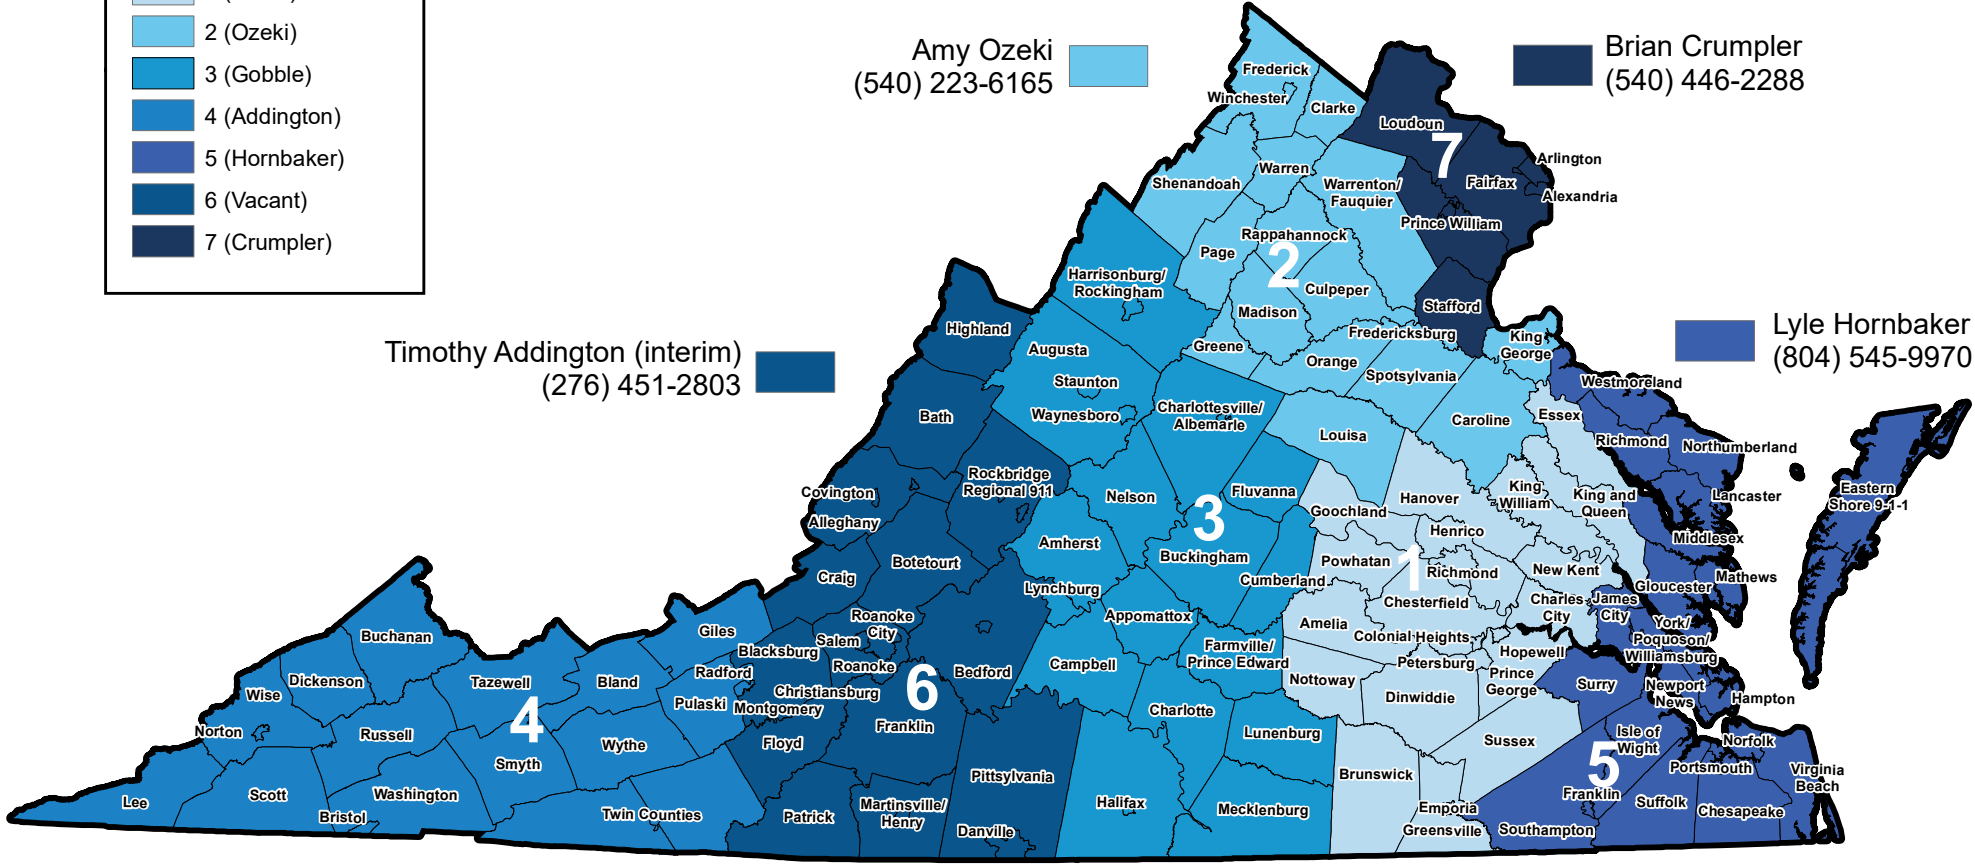 2 (Ozeki)
3 (Gobble)
4 (Addington)
5 (Hornbaker)
6 (Vacant)
7 (Crumpler)
Amy Ozeki
(540) 223-6165
Brian Crumpler
(540) 446-2288
Timothy Addington (interim)
(276) 451-2803
Lyle Hornbaker
(804) 545-9970
Frederick
Winchester
Clarke
Loudoun
7
Arlington
Fairfax
Alexandria
Prince William
Stafford
Shenandoah
Warren
Warrenton/
Fauquier
Rappahannock
Page
2
Culpeper
Madison
Fredericksburg
Greene
Orange
Spotsylvania
King
George
Caroline
Louisa
Harrisonburg/
Rockingham
Augusta
Staunton
Waynesboro
Charlottesville/
Albemarle
Nelson
Fluvanna
3
Amherst
Buckingham
Cumberland
Lynchburg
Appomattox
Campbell
Farmville/
Prince Edward
Charlotte
Lunenburg
Halifax
Mecklenburg
Highland
Bath
Rockbridge
Regional 911
Covington
Alleghany
Botetourt
Craig
Roanoke
City
Salem
Blacksburg
Roanoke
Bedford
Christiansburg
6
Montgomery
Franklin
Floyd
Pittsylvania
Patrick
Martinsville/
Henry
Danville
Giles
Buchanan
Radford
Dickenson
Tazewell
Bland
Wise
Pulaski
4
Norton
Russell
Wythe
Smyth
Lee
Scott
Washington
Bristol
Twin Counties
Essex
Hanover
King
William
King and
Queen
Goochland
Henrico
Powhatan
1
Richmond
New Kent
Chesterfield
Charles
City
Amelia
Colonial Heights
Hopewell
Petersburg
Prince
George
Nottoway
Dinwiddie
Sussex
Brunswick
Emporia
Greensville
Westmoreland
Richmond
Northumberland
Lancaster
Eastern
Shore 9-1-1
Middlesex
Mathews
Gloucester
James
City
York/
Poquoson/
Williamsburg
Surry
Newport
News
Hampton
Isle of
Wight
Norfolk
5
Portsmouth
Virginia
Beach
Franklin
Suffolk
Chesapeake
Southampton